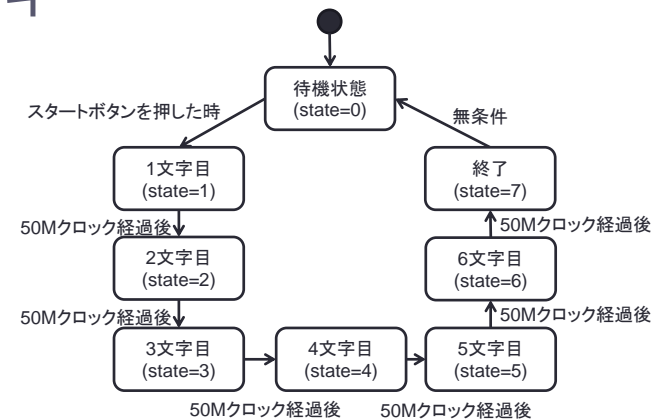 待機状態
(state=0)
スタートボタンを押した時
無条件
1文字目
(state=1)
終了
(state=7)
50Mクロック経過後
50Mクロック経過後
2文字目
(state=2)
6文字目
(state=6)
50Mクロック経過後
50Mクロック経過後
3文字目
(state=3)
4文字目
(state=4)
5文字目
(state=5)
50Mクロック経過後
50Mクロック経過後